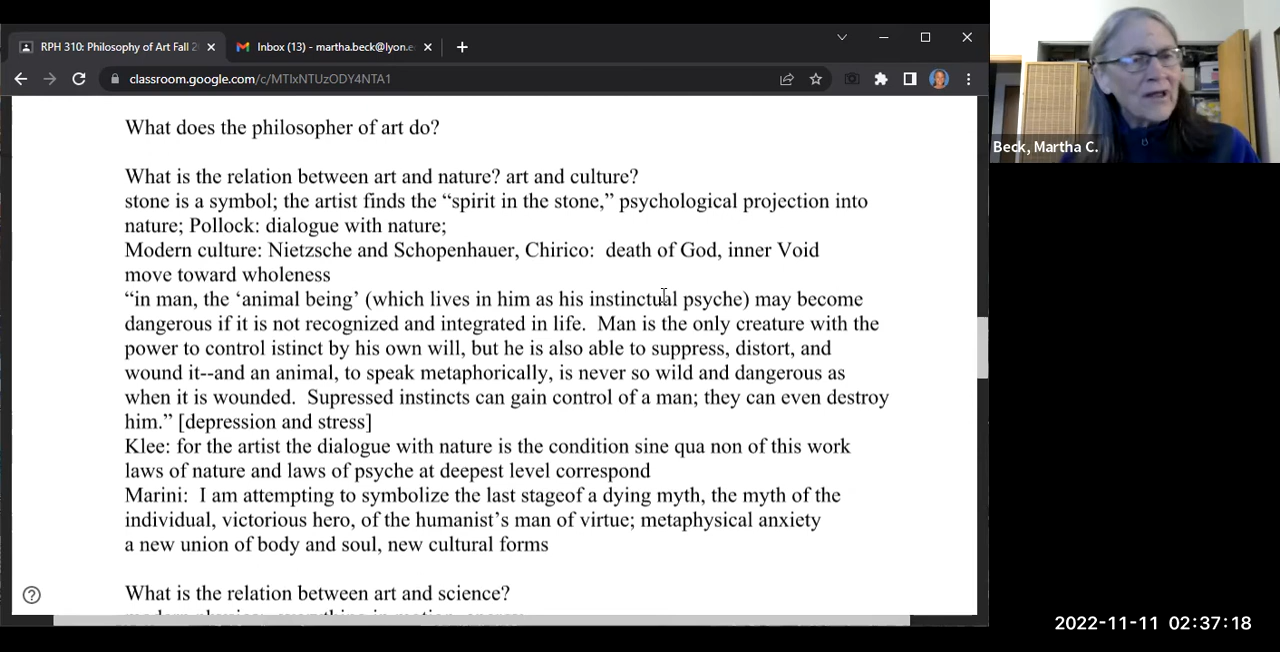 RPH 310: Philosophy of Art Fall 2
Inbox (13) - martha.beck@lyon.e
classroom.google.com/c/MTIxNTUzODY4NTA1
Beck, Martha C.
What does the philosopher of art do?
What is the relation between art and nature? art and culture?
stone is a symbol; the artist finds the “spirit in the stone,” psychological projection into
nature; Pollock: dialogue with nature;
Modern culture: Nietzsche and Schopenhauer, Chirico:  death of God, inner Void
move toward wholeness
“in man, the ‘animal being’ (which lives in him as his instinctual psyche) may become
dangerous if it is not recognized and integrated in life.  Man is the only creature with the
power to control istinct by his own will, but he is also able to suppress, distort, and
wound it--and an animal, to speak metaphorically, is never so wild and dangerous as
when it is wounded.  Supressed instincts can gain control of a man; they can even destroy
him.” [depression and stress]
Klee: for the artist the dialogue with nature is the condition sine qua non of this work
laws of nature and laws of psyche at deepest level correspond
Marini:  I am attempting to symbolize the last stageof a dying myth, the myth of the
individual, victorious hero, of the humanist’s man of virtue; metaphysical anxiety
a new union of body and soul, new cultural forms
What is the relation between art and science?
2022-11-11 02:37:18